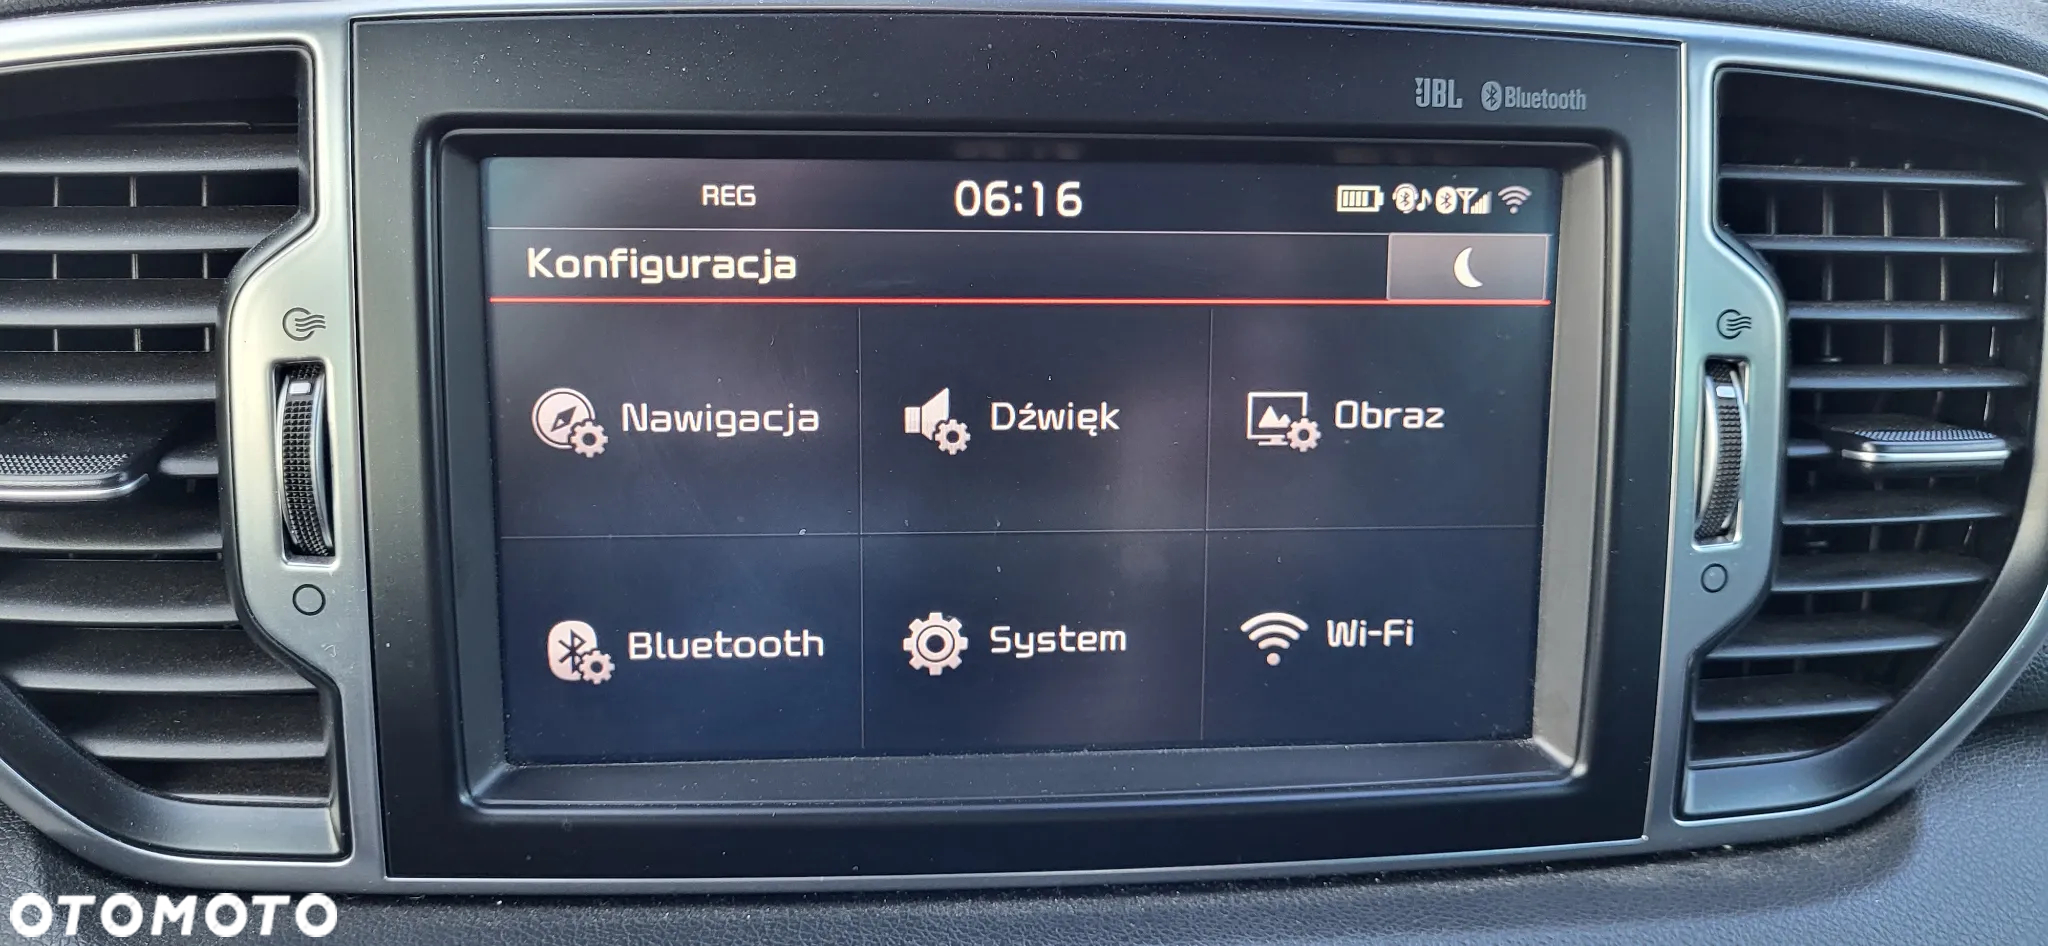 JBL Bluetooth
REG 06:16
Konfiguracja
Nawigacja Dźwięk Obraz
Bluetooth System Wi-Fi
OTOMOTO